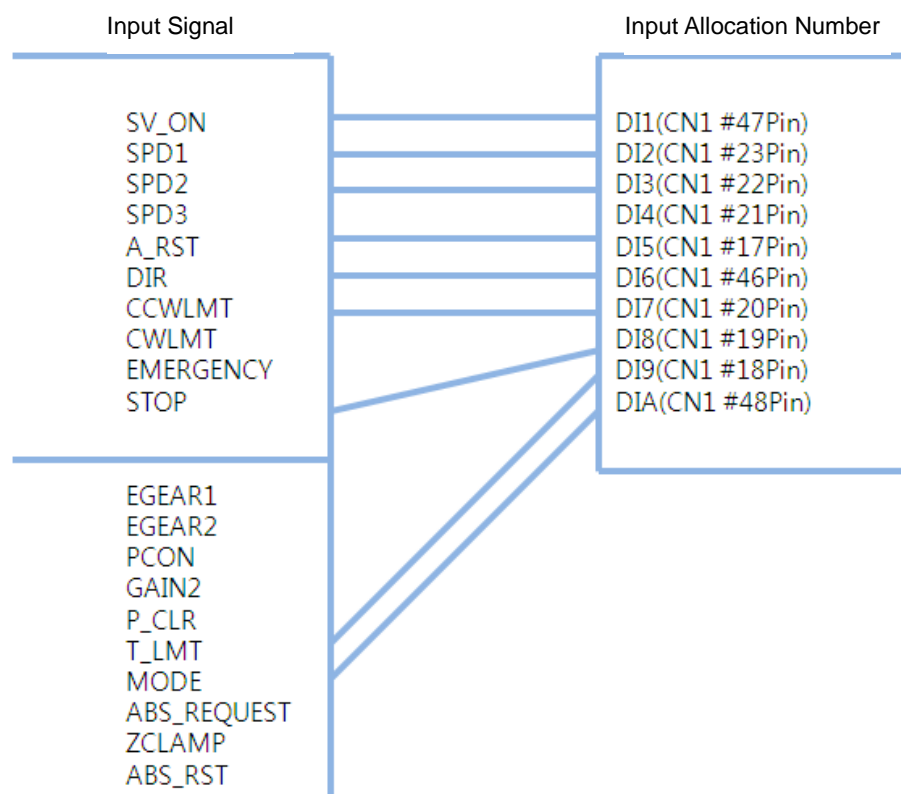 Input Signal
Input Allocation Number
SV_ON
SPD1
SPD2
SPD3
A_RST
DIR
CCWLMT
CWLMT
EMERGENCY
STOP
DI1(CN1 #47Pin)
DI2(CN1 #23Pin)
DI3(CN1 #22Pin)
DI4(CN1 #21Pin)
DI5(CN1 #17Pin)
DI6(CN1 #46Pin)
DI7(CN1 #20Pin)
DI8(CN1 #19Pin)
DI9(CN1 #18Pin)
DIA(CN1 #48Pin)
EGEAR1
EGEAR2
PCON
GAIN2
P_CLR
T_LMT
MODE
ABS_REQUEST
ZCLAMP
ABS_RST